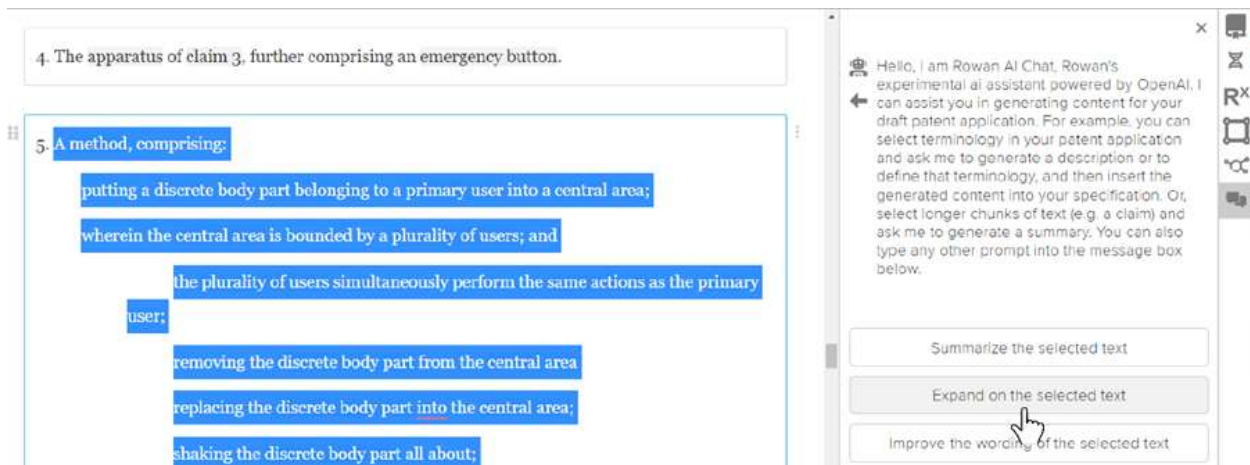 4. The apparatus of claim 3, further comprising an emergency button.
5. A method, comprising:
putting a discrete body part belonging to a primary user into a central area;
wherein the central area is bounded by a plurality of users; and
the plurality of users simultaneously perform the same actions as the primary
user;
removing the discrete body part from the central area
replacing the discrete body part into the central area;
shaking the discrete body part all about;
Hello, I am Rowan AI Chat, Rowan's
experimental ai assistant powered by OpenAI. I
can assist you in generating content for your
draft patent application. For example, you can
select terminology in your patent application
and ask me to generate a description or to
define that terminology, and then insert the
generated content into your specification. Or,
select longer chunks of text (e.g. a claim) and
ask me to generate a summary. You can also
type any other prompt into the message box
below.
Summarize the selected text
Expand on the selected text
Improve the wording of the selected text
RX